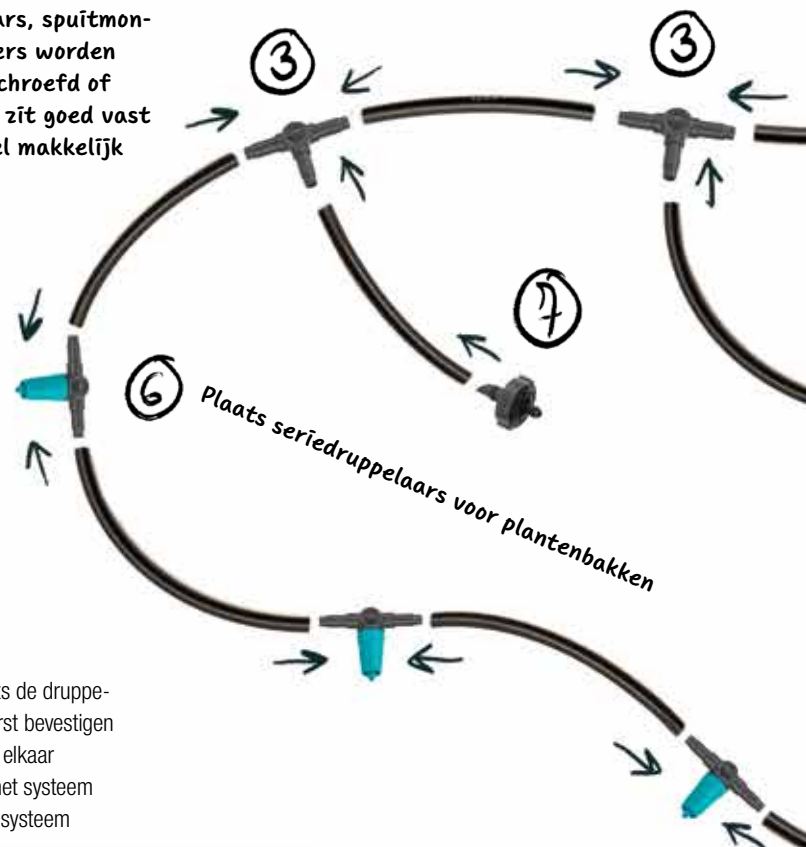 ars, spuitmon-
ers worden
chroefd of
zit goed vast
el makkelijk
3
3
7
6
Plaats seriedruppelaars voor plantenbakken
ts de druppe-
rst bevestigen
elkaar
het systeem
systeem